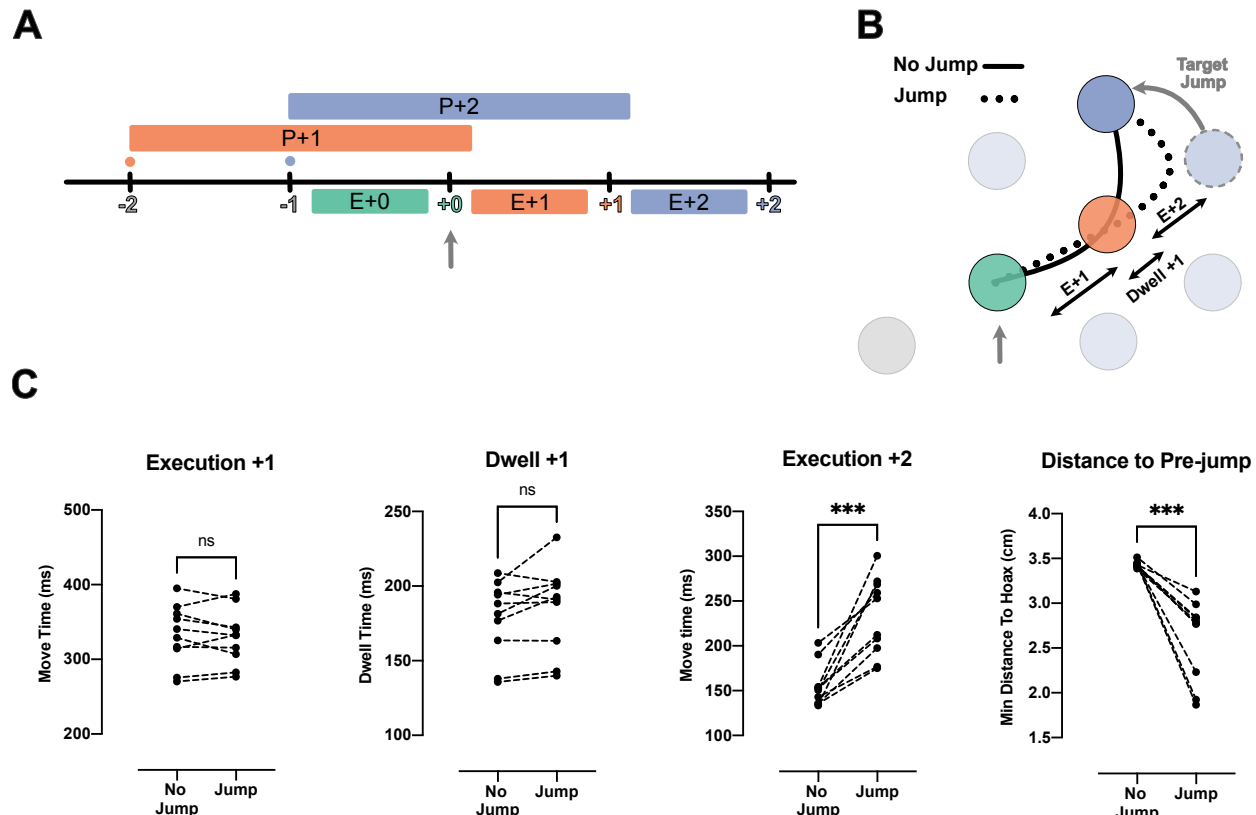 A
P+2
P+1
E+0
E+1
E+2
-2
-1
+0
+1
+2
B
No Jump
Jump
Target
Jump
E+2
E+1
Dwell +1
C
Execution +1
ns
Move Time (ms)
500
400
300
200
No
Jump
Jump
Dwell +1
ns
Dwell Time (ms)
250
200
150
100
No
Jump
Jump
Execution +2
***
Move time (ms)
350
300
250
200
150
100
No
Jump
Jump
Distance to Pre-jump
***
Min Distance To Hoax (cm)
4.0
3.5
3.0
2.5
2.0
1.5
No
Jump
Jump